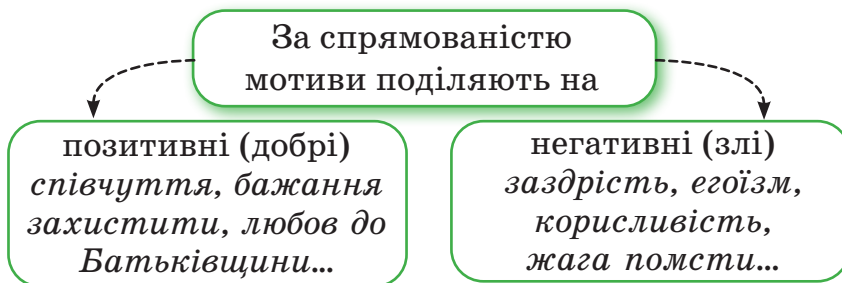 За спрямованістю
мотиви поділяють на
позитивні (добрі)
співчуття, бажання
захистити, любов до
Батьківщини...
негативні (злі)
заздрість, егоїзм,
корисливість,
жага помсти...